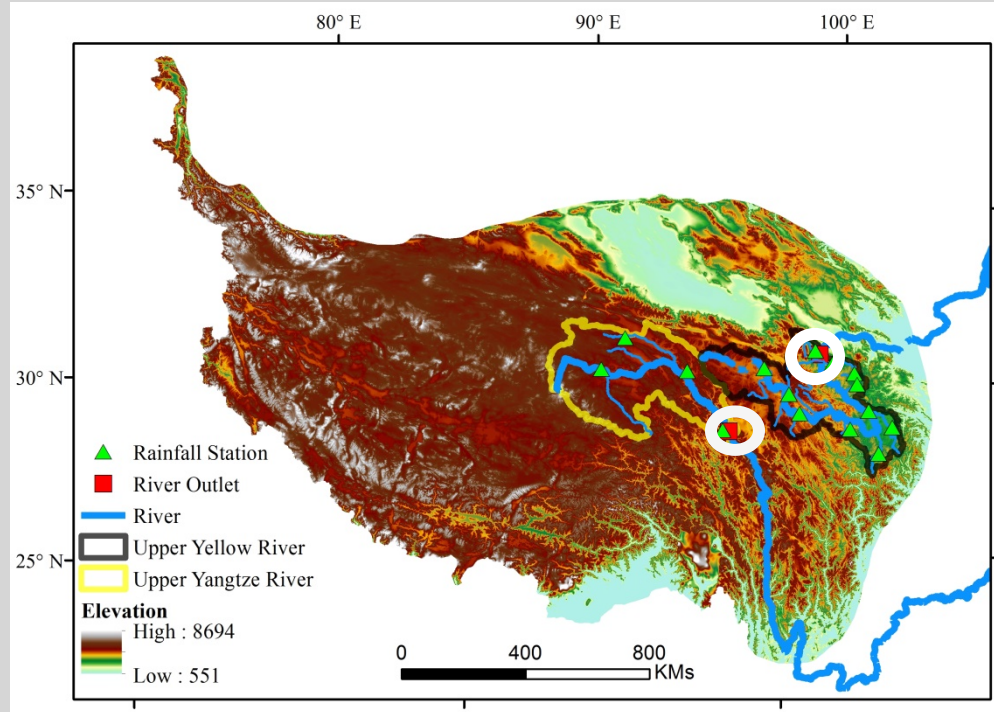 80° E
90° E
100° E
35° N
30° N
25° N
Rainfall Station
River Outlet
River
Upper Yellow River
Upper Yangtze River
Elevation
High : 8694
Low : 551
0 400 800
KMs